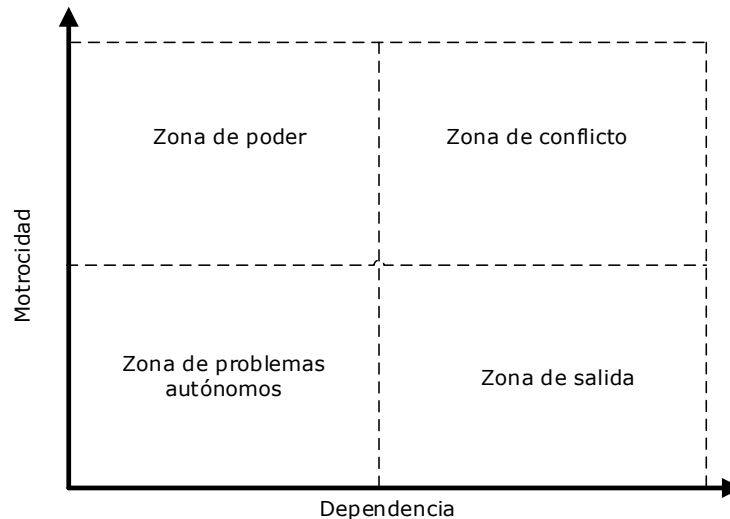 Zona de poder
Zona de conflicto
Motrocidad
Zona de problemas
autónomos
Zona de salida
Dependencia